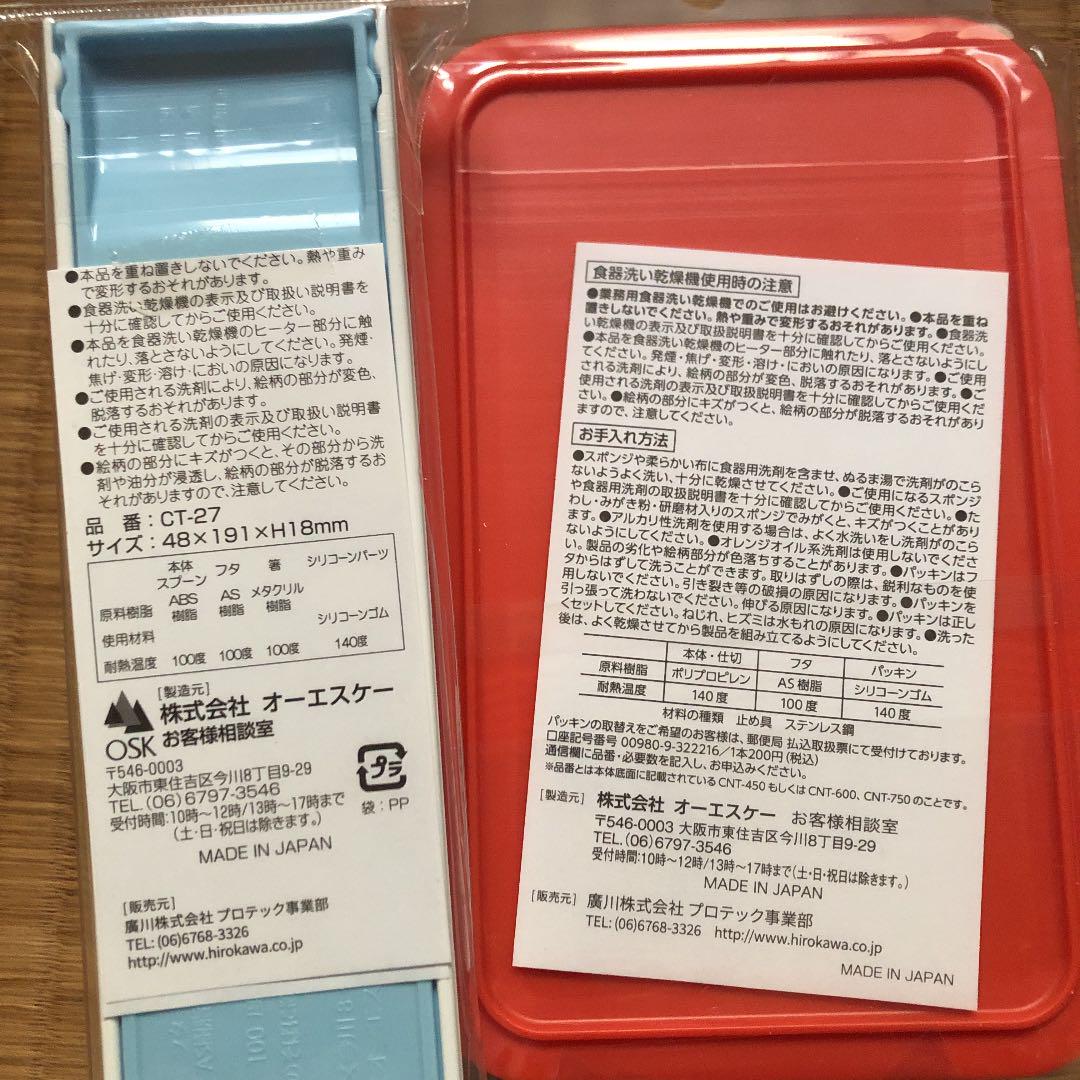 ●本品を重ね置きしないでください。熱や重み
で変形するおそれがあります。
●食器洗い乾燥機の表示及び取扱い説明書を
十分に確認してからご使用ください。
●本品を食器洗い乾燥機のヒーター部分に触
れたり、落とさないようにしてください。発煙・
焦げ・変形・溶け・においの原因になります。
●ご使用される洗剤により、絵柄の部分が変色、
脱落するおそれがあります。
●ご使用される洗剤の表示及び取扱い説明書
を十分に確認してからご使用ください。
●絵柄の部分にキズがつくと、その部分から洗
剤や油分が浸透し、絵柄の部分が脱落するお
それがありますので、注意してください。
品 番：CT-27
サイズ：48×191×H18mm
本体 スプーン フタ 箸 シリコーンパーツ
原料樹脂 ABS樹脂 AS樹脂 メタクリル樹脂
使用材料 シリコーンゴム
耐熱温度 100度 100度 100度 140度
[製造元]
株式会社 オーエスケー
OSK お客様相談室
〒546-0003
大阪市東住吉区今川8丁目9-29
TEL.(06)6797-3546
受付時間:10時～12時/13時～17時まで
(土・日・祝日は除きます。)
プラ
袋：PP
MADE IN JAPAN
[販売元]
廣川株式会社 プロテック事業部
TEL:(06)6768-3326
http://www.hirokawa.co.jp
食器洗い乾燥機使用時の注意
●業務用食器洗い乾燥機でのご使用はお避けください。●本品を重ね
置きしないでください。熱や重みで変形するおそれがあります。●食器洗
い乾燥機の表示及び取扱説明書を十分に確認してからご使用ください。
●本品を食器洗い乾燥機のヒーター部分に触れたり、落とさないようにし
てください。発煙・焦げ・変形・溶け・においの原因になります。●ご使用
される洗剤により、絵柄の部分が変色、脱落するおそれがあります。●ご
使用される洗剤の表示及び取扱説明書を十分に確認してからご使用くだ
さい。●絵柄の部分にキズがつくと、絵柄の部分が脱落するおそれがあり
ますので、注意してください。
お手入れ方法
●スポンジや柔らかい布に食器用洗剤を含ませ、ぬるま湯で洗剤がのこら
ないようよく洗い、十分に乾燥させてください。●ご使用になるスポンジ
や食器用洗剤の取扱説明書を十分に確認してからご使用ください。●た
わし・みがき粉・研磨材入りのスポンジでみがくと、キズがつくことがあり
ます。●アルカリ性洗剤を使用する場合は、よく水洗いをし洗剤がのこら
ないようにしてください。●オレンジオイル系洗剤は使用しないでくださ
い。製品の劣化や絵柄部分が色落ちすることがあります。●パッキンはフ
タからはずして洗うことができます。取りはずしの際は、鋭利なものを使
用しないでください。引き裂き等の破損の原因になります。●パッキンを
引っ張って洗わないでください。伸びる原因になります。●パッキンは正し
くセットしてください。ねじれ、ヒズミは水もれの原因になります。●洗った
後は、よく乾燥させてから製品を組み立てるようにしてください。
本体・仕切 フタ パッキン
原料樹脂 ポリプロピレン AS樹脂 シリコーンゴム
耐熱温度 140度 100度 140度
材料の種類 止め具 ステンレス鋼
パッキンの取替えをご希望のお客様は、郵便局 払込取扱票にて受付けております。
口座記号番号 00980-9-322216/1本200円(税込)
通信欄に品番・必要数を記入し、お申込みください。
※品番とは本体底面に記載されているCNT-450もしくはCNT-600、CNT-750のことです。
[製造元] 株式会社 オーエスケー お客様相談室
〒546-0003 大阪市東住吉区今川8丁目9-29
TEL.(06)6797-3546
受付時間:10時～12時/13時～17時まで(土・日・祝日は除きます。)
MADE IN JAPAN
[販売元] 廣川株式会社 プロテック事業部
TEL:(06)6768-3326 http://www.hirokawa.co.jp
MADE IN JAPAN